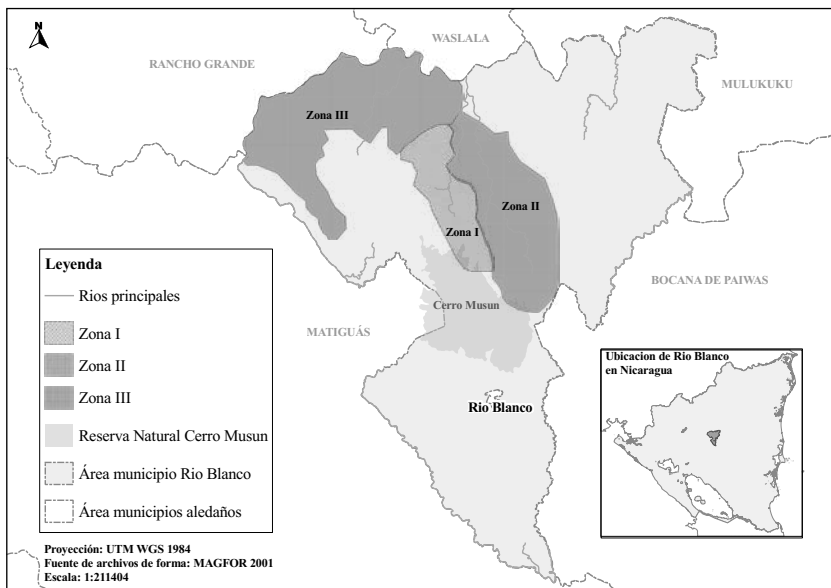 N
WASLALA
RANCHO GRANDE
MULUKUKU
Zona III
Zona II
Zona I
BOCANA DE PAIWAS
Cerro Musun
MATIGUÁS
Rio Blanco
Leyenda
Rios principales
Zona I
Zona II
Zona III
Reserva Natural Cerro Musun
Área municipio Rio Blanco
Área municipios aledaños
Proyección: UTM WGS 1984
Fuente de archivos de forma: MAGFOR 2001
Escala: 1:211404
Ubicacion de Rio Blanco
en Nicaragua